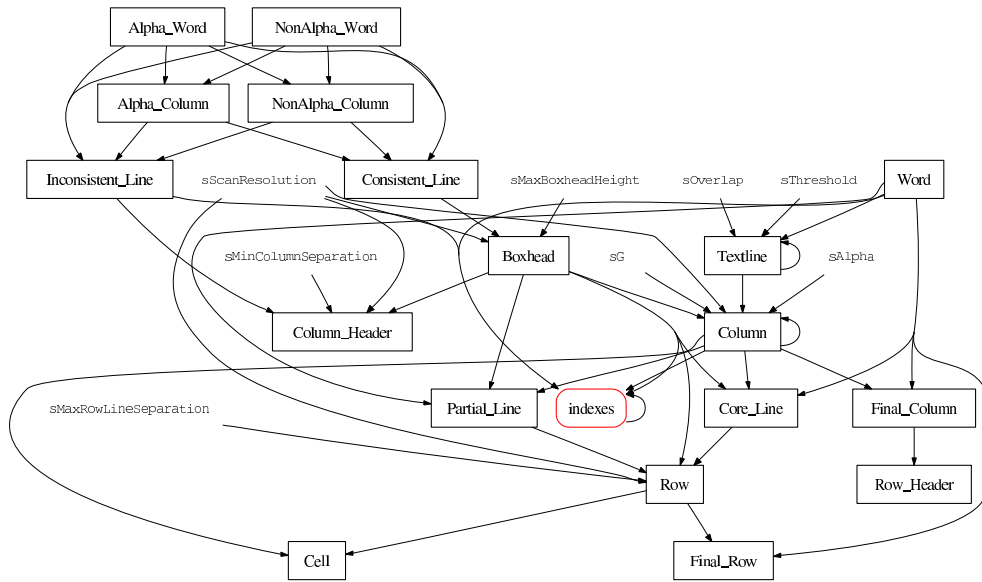 Alpha_Word
NonAlpha_Word
Alpha_Column
NonAlpha_Column
Inconsistent_Line
sScanResolution
Consistent_Line
sMaxBoxheadHeight
sOverlap
sThreshold
Word
sMinColumnSeparation
Boxhead
sG
Textline
sAlpha
Column_Header
Column
sMaxRowLineSeparation
Partial_Line
indexes
Core_Line
Final_Column
Row
Row_Header
Cell
Final_Row